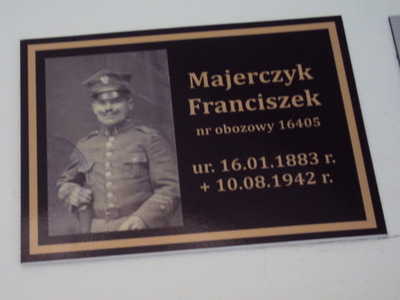 Majerczyk
Franciszek
nr obozowy 16405
ur. 16.01.1883 r.
+ 10.08.1942 r.